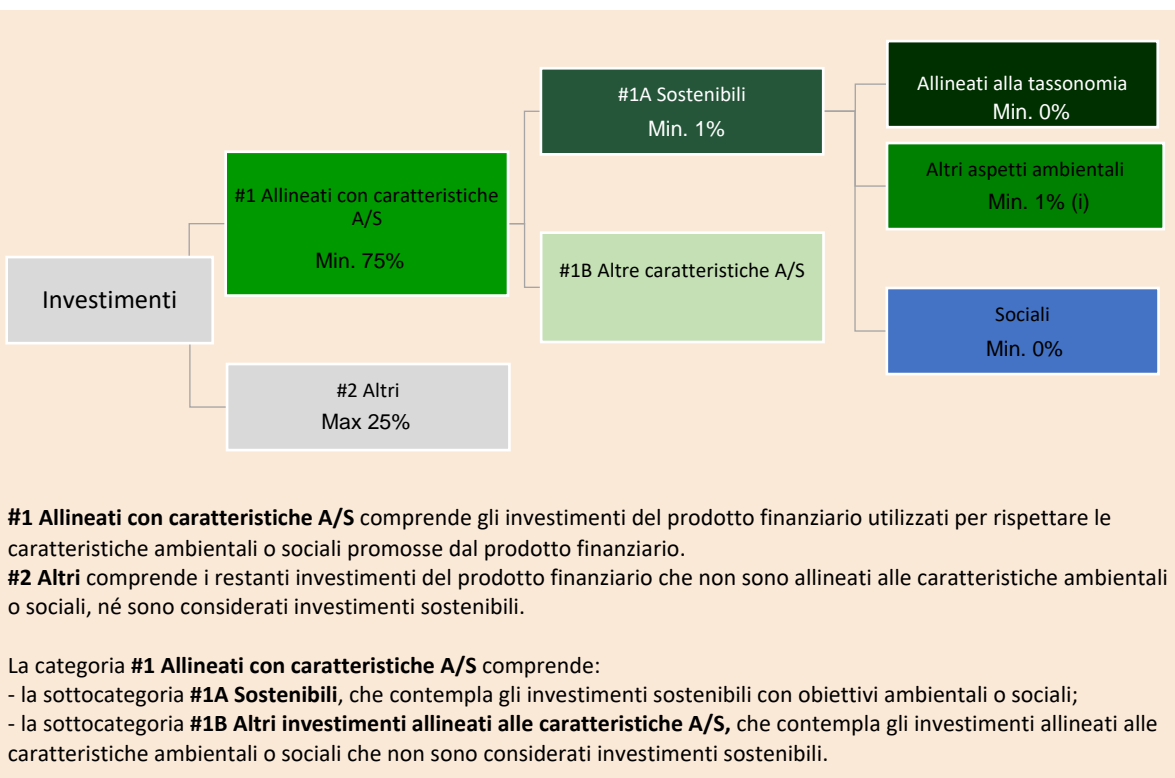 Investimenti
#1 Allineati con caratteristiche
A/S
Min. 75%
#2 Altri
Max 25%
#1A Sostenibili
Min. 1%
#1B Altre caratteristiche A/S
Allineati alla tassonomia
Min. 0%
Altri aspetti ambientali
Min. 1% (i)
Sociali
Min. 0%
#1 Allineati con caratteristiche A/S comprende gli investimenti del prodotto finanziario utilizzati per rispettare le
caratteristiche ambientali o sociali promosse dal prodotto finanziario.
#2 Altri comprende i restanti investimenti del prodotto finanziario che non sono allineati alle caratteristiche ambientali
o sociali, né sono considerati investimenti sostenibili.
La categoria #1 Allineati con caratteristiche A/S comprende:
- la sottocategoria #1A Sostenibili, che contempla gli investimenti sostenibili con obiettivi ambientali o sociali;
- la sottocategoria #1B Altri investimenti allineati alle caratteristiche A/S, che contempla gli investimenti allineati alle
caratteristiche ambientali o sociali che non sono considerati investimenti sostenibili.